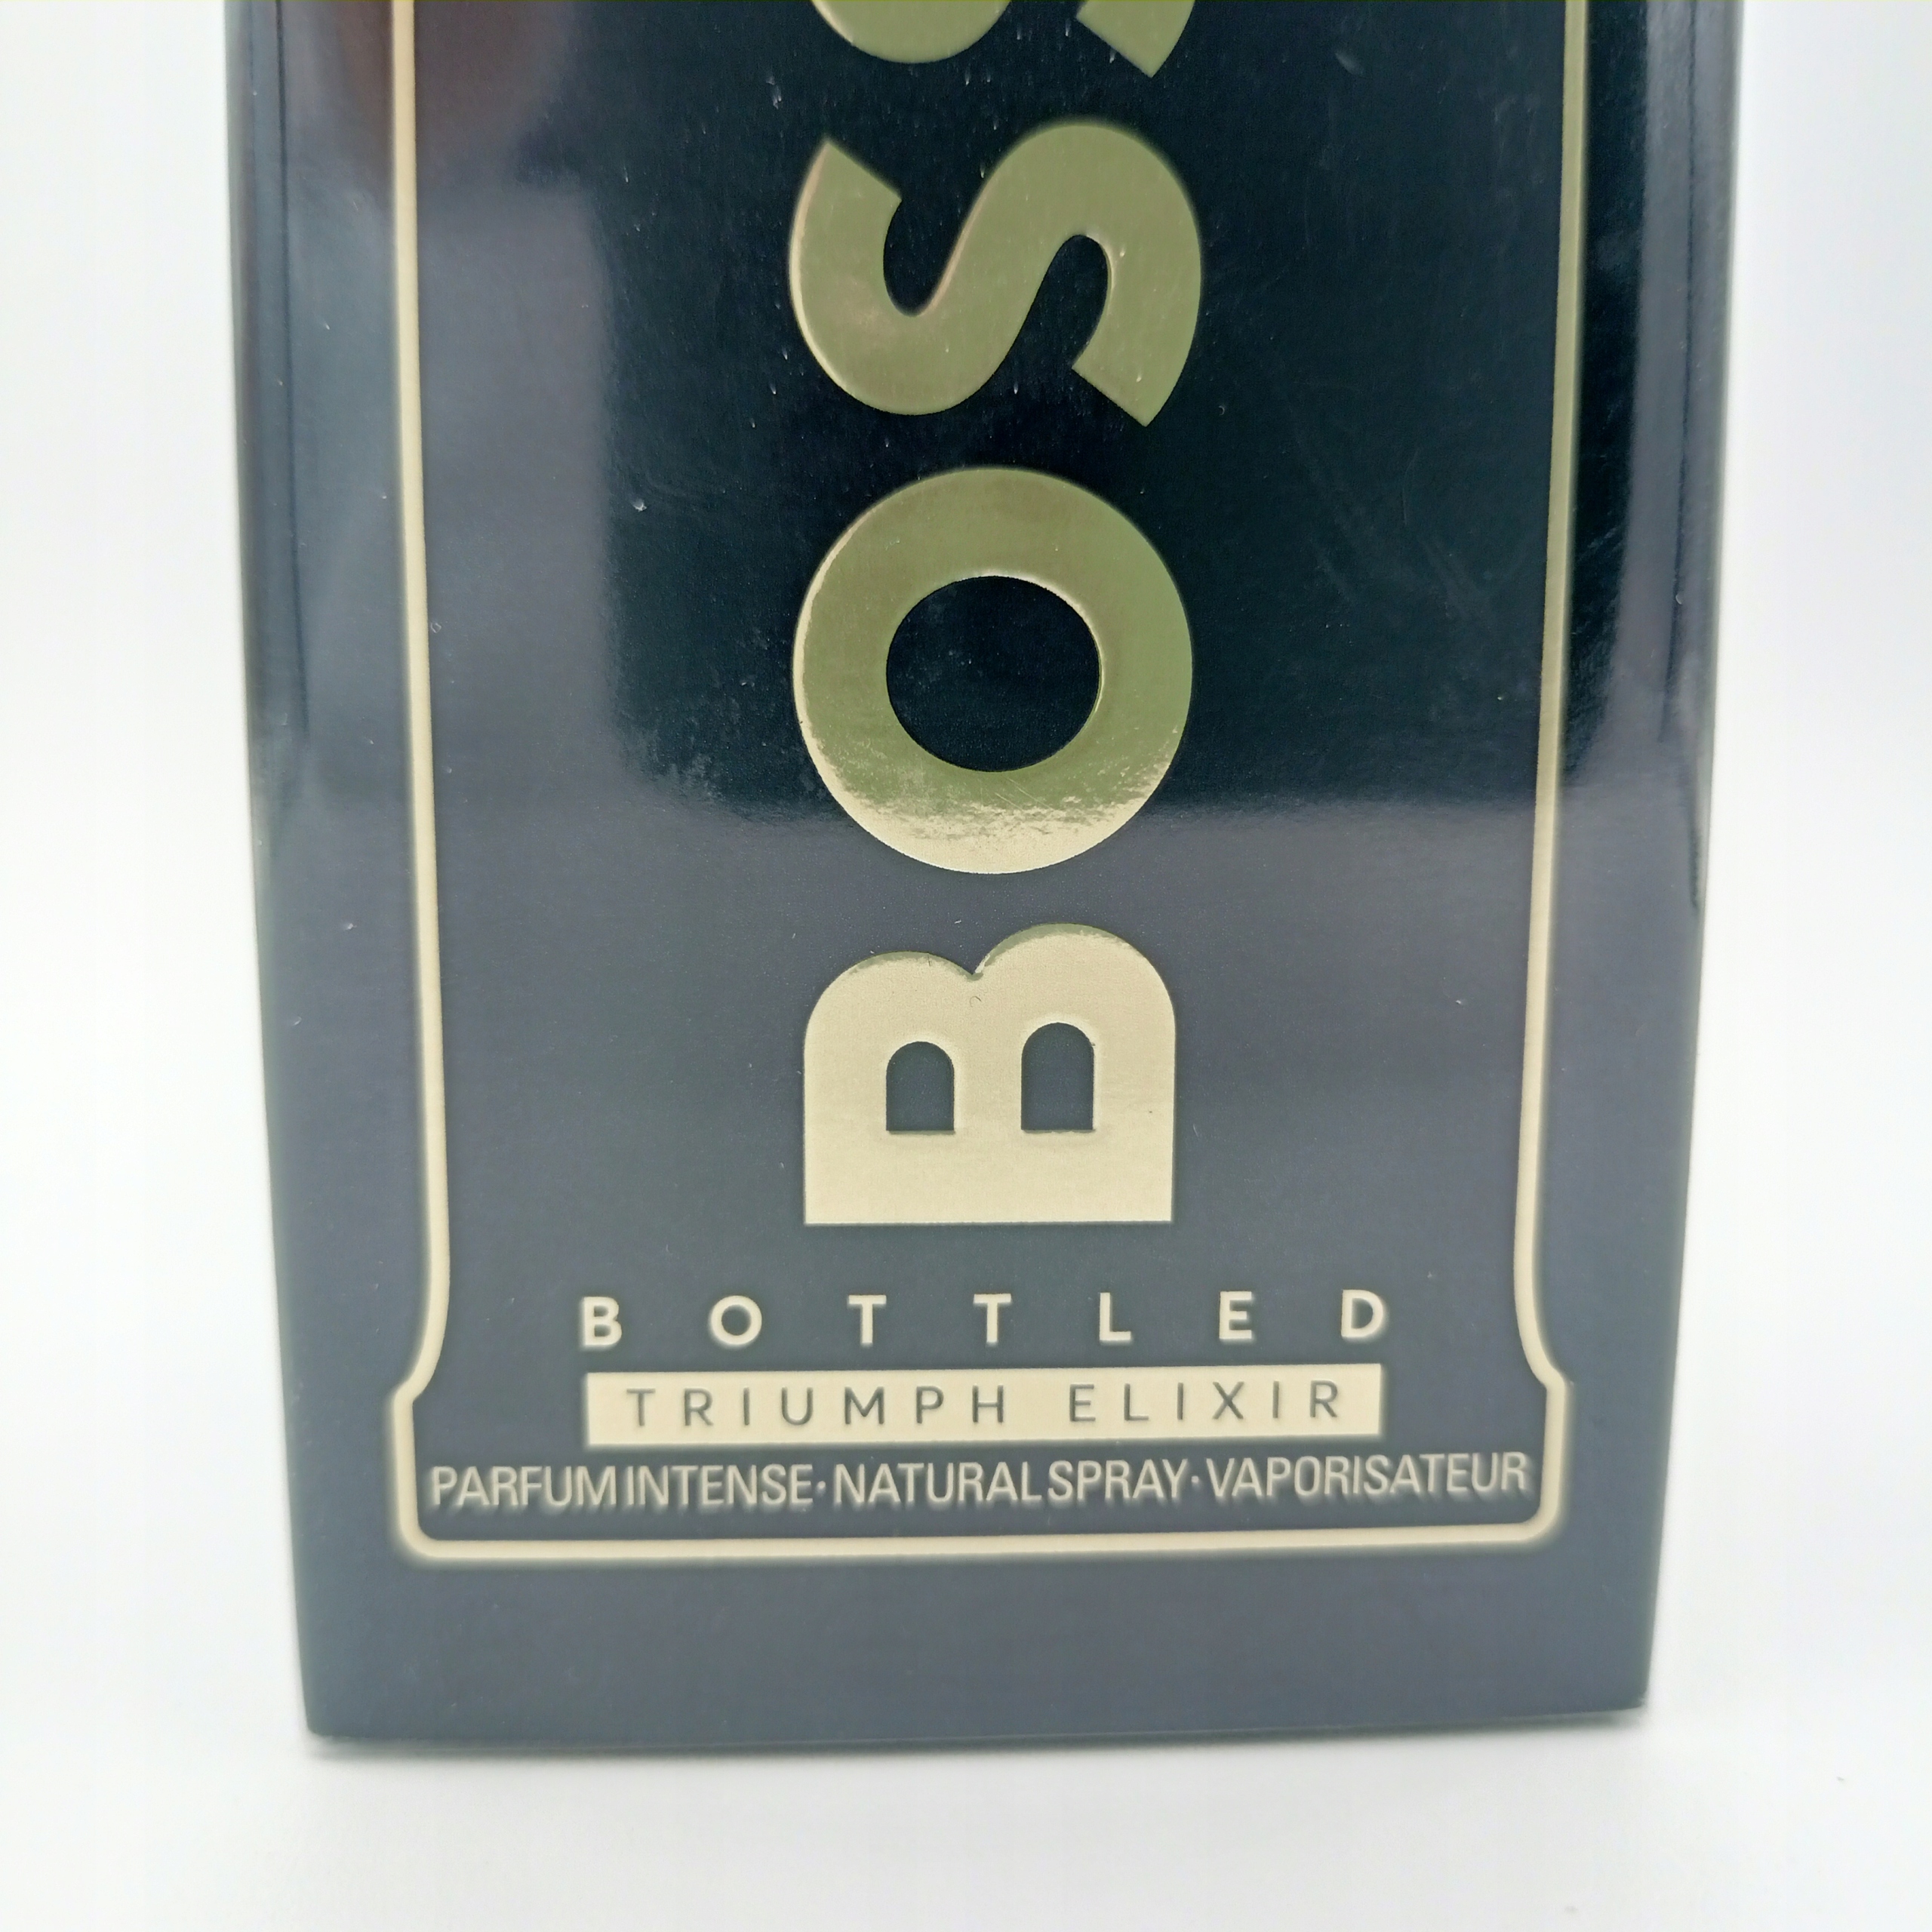 BOSS
BOTTLED
TRIUMPH ELIXIR
PARFUM INTENSE·NATURAL SPRAY·VAPORISATEUR